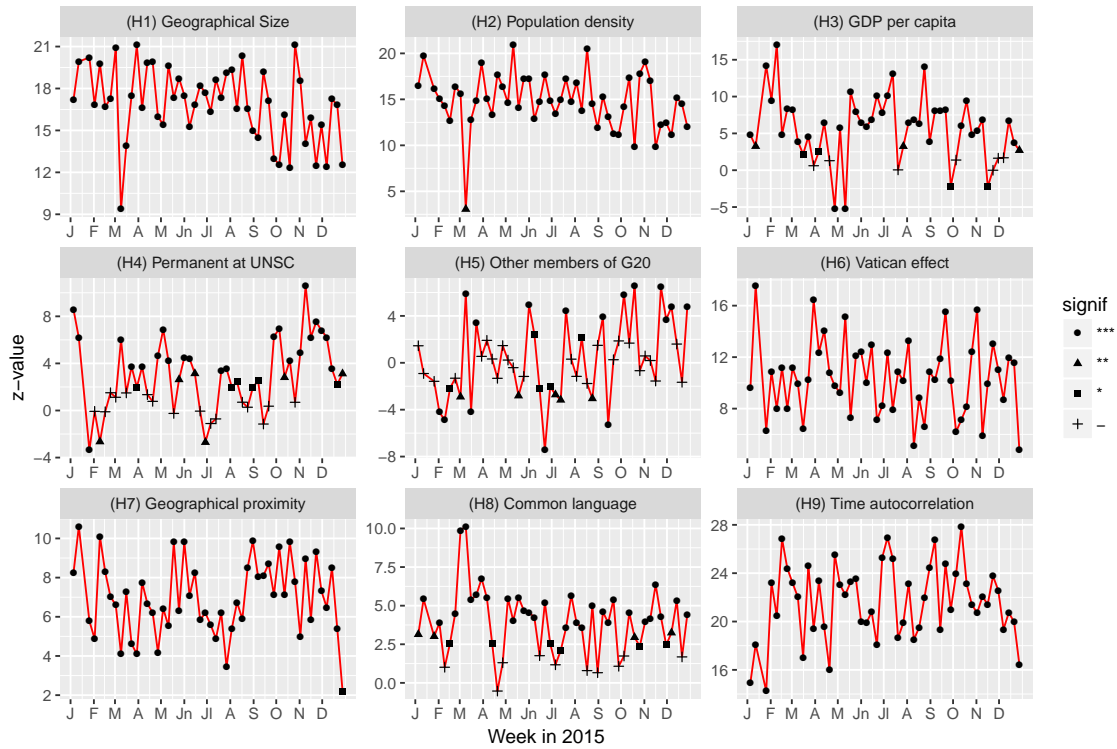 (H1) Geographical Size (H2) Population density (H3) GDP per capita
21
18
15
12
9
J F M A M Jn Jl A S O N D
20
15
10
5
J F M A M Jn Jl A S O N D
15
10
5
0
−5
J F M A M Jn Jl A S O N D
(H4) Permanent at UNSC (H5) Other members of G20 (H6) Vatican effect
8
4
0
−4
J F M A M Jn Jl A S O N D
4
0
−4
−8
J F M A M Jn Jl A S O N D
16
12
8
J F M A M Jn Jl A S O N D
(H7) Geographical proximity (H8) Common language (H9) Time autocorrelation
10
8
6
4
2
J F M A M Jn Jl A S O N D
10.0
7.5
5.0
2.5
0.0
J F M A M Jn Jl A S O N D
28
24
20
16
J F M A M Jn Jl A S O N D
z−value
Week in 2015
signif
***
**
*
−